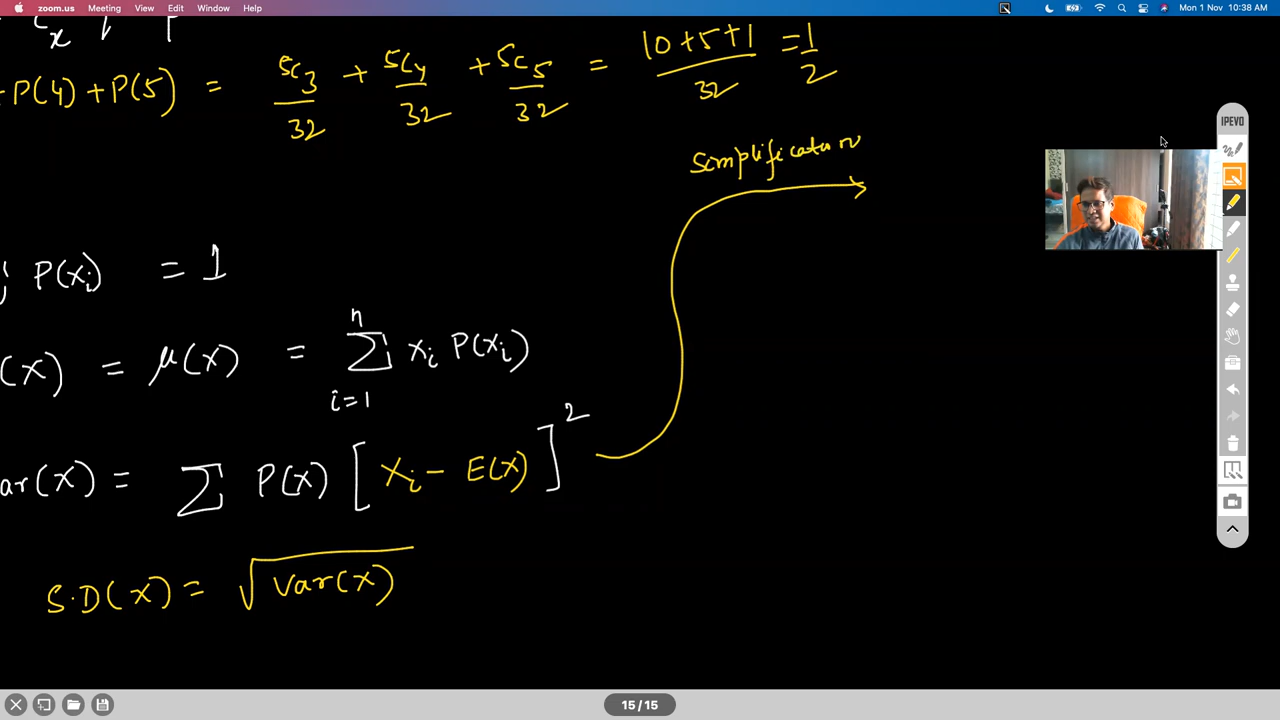 zoom.us Meeting View Edit Window Help Mon 1 Nov 10:38 AM
Cx
+P(4)+P(5) = 5C3/32 + 5C4/32 + 5C5/32 = 10+5+1/32 = 1/2
IPEVO
P(xi) = 1
(X) = μ(X) = n∑i=1 xi P(xi)
ar(X) = ∑ P(X) [Xi - E(X)]²
S.D(X) = √Var(X)
15/15